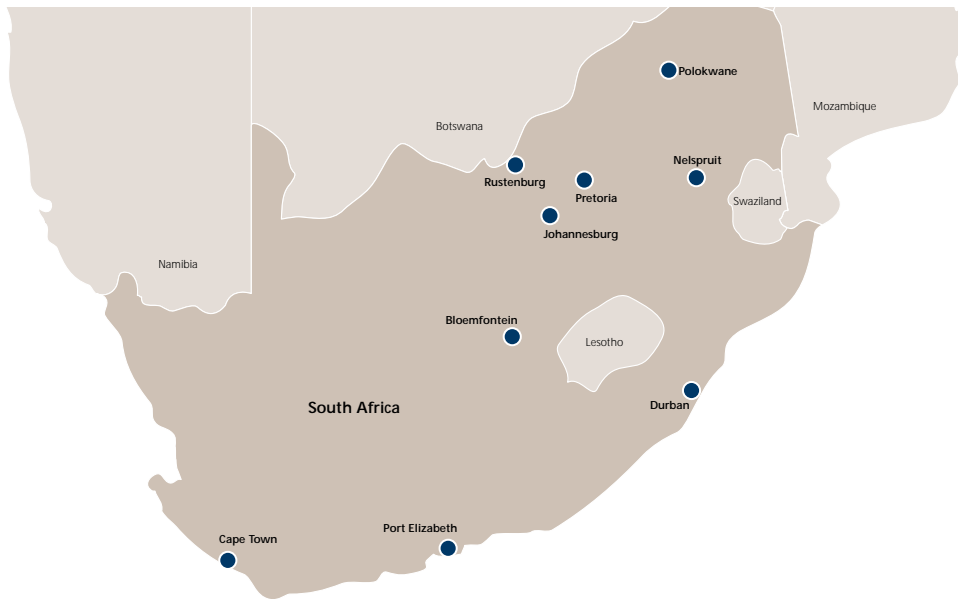 Polokwane
Mozambique
Botswana
Nelspruit
Rustenburg
Pretoria
Swaziland
Johannesburg
Namibia
Bloemfontein
Lesotho
Durban
South Africa
Port Elizabeth
Cape Town